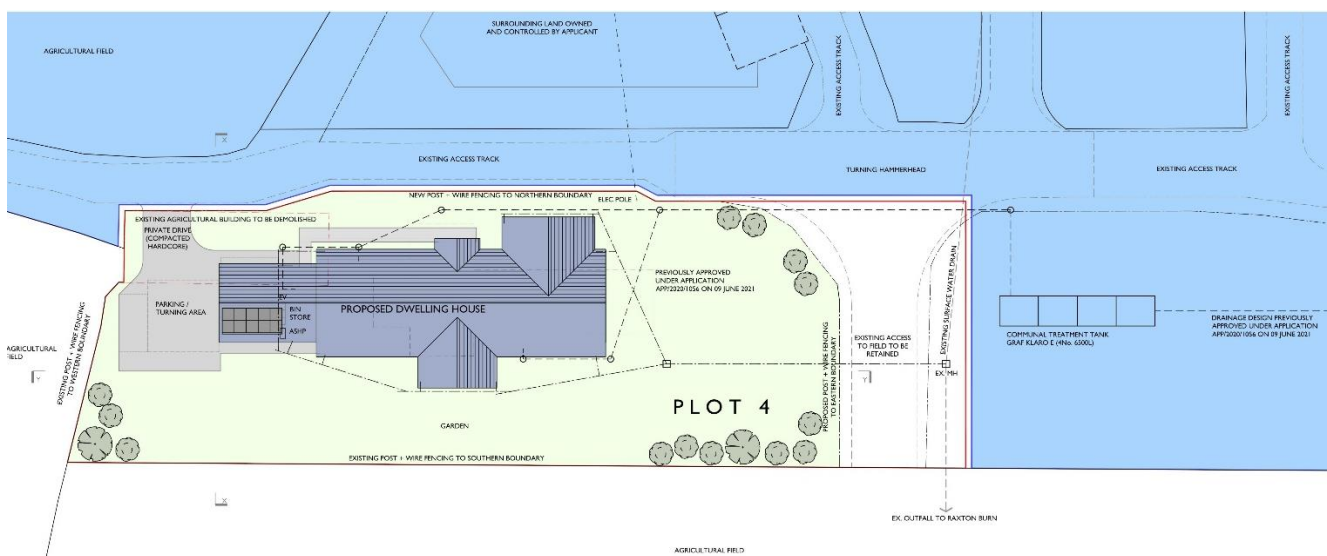 SURROUNDING LAND OWNED
AND CONTROLLED BY APPLICANT
AGRICULTURAL FIELD
EXISTING ACCESS TRACK
EXISTING ACCESS TRACK
EXISTING ACCESS TRACK
TURNING HAMMERHEAD
EXISTING ACCESS TRACK
NEW POST + WIRE FENCING TO NORTHERN BOUNDARY
ELEC POLE
EXISTING AGRICULTURAL BUILDING TO BE DEMOLISHED
PRIVATE DRIVE
(COMPACTED
HARDCORE)
PREVIOUSLY APPROVED
UNDER APPLICATION
APP/2020/1056 ON 09 JUNE 2021
EV
PARKING /
TURNING AREA
BIN
STORE
ASHP
PROPOSED DWELLING HOUSE
EXISTING SURFACE WATER DRAIN
DRAINAGE DESIGN PREVIOUSLY
APPROVED UNDER APPLICATION
APP/2020/1056 ON 09 JUNE 2021
COMMUNAL TREATMENT TANK
GRAF KLARO E (4No. 6500L)
EXISTING ACCESS
TO FIELD TO BE
RETAINED
AGRICULTURAL
FIELD
EXISTING POST + WIRE FENCING
TO WESTERN BOUNDARY
PROPOSED POST + WIRE FENCING
TO EASTERN BOUNDARY
EX. MH
Y
Y
PLOT 4
GARDEN
EXISTING POST + WIRE FENCING TO SOUTHERN BOUNDARY
X
X
EX. OUTFALL TO RAXTON BURN
AGRICULTURAL FIELD